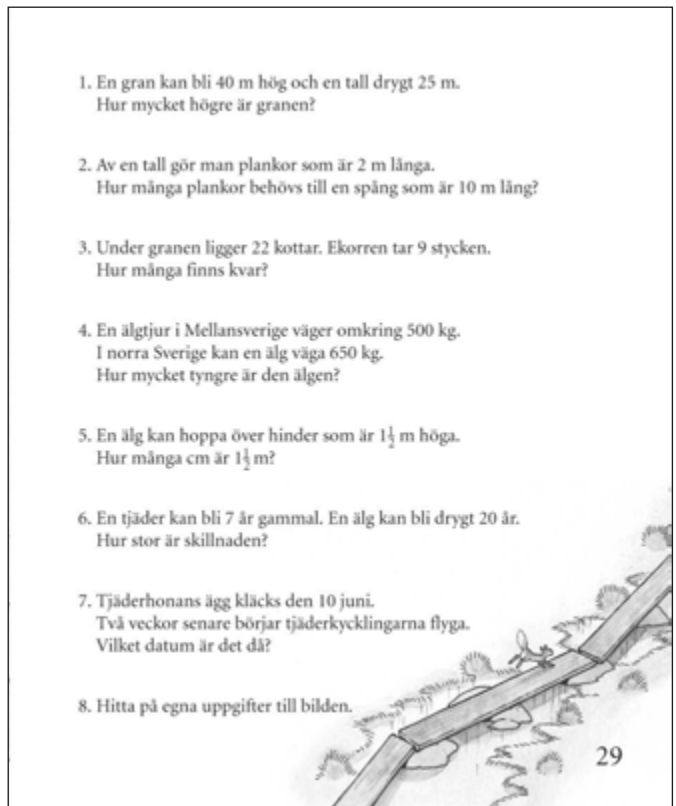 1. En gran kan bli 40 m hög och en tall drygt 25 m.
Hur mycket högre är granen?
2. Av en tall gör man plankor som är 2 m långa.
Hur många plankor behövs till en spång som är 10 m lång?
3. Under granen ligger 22 kottar. Ekorren tar 9 stycken.
Hur många finns kvar?
4. En älgtjur i Mellansverige väger omkring 500 kg.
I norra Sverige kan en älg väga 650 kg.
Hur mycket tyngre är den älgen?
5. En älg kan hoppa över hinder som är 1½ m höga.
Hur många cm är 1½ m?
6. En tjäder kan bli 7 år gammal. En älg kan bli drygt 20 år.
Hur stor är skillnaden?
7. Tjäderhonans ägg kläcks den 10 juni.
Två veckor senare börjar tjäderkycklingarna flyga.
Vilket datum är det då?
8. Hitta på egna uppgifter till bilden.
29